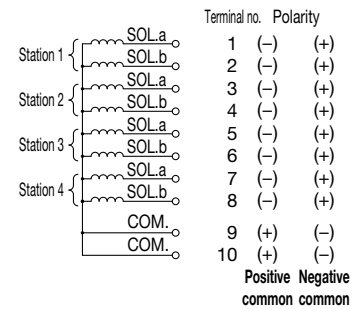 Terminal no. Polarity
Station 1 SOL.a 1 (–) (+)
SOL.b 2 (–) (+)
Station 2 SOL.a 3 (–) (+)
SOL.b 4 (–) (+)
Station 3 SOL.a 5 (–) (+)
SOL.b 6 (–) (+)
Station 4 SOL.a 7 (–) (+)
SOL.b 8 (–) (+)
COM. 9 (+) (–)
COM. 10 (+) (–)
Positive Negative
common common